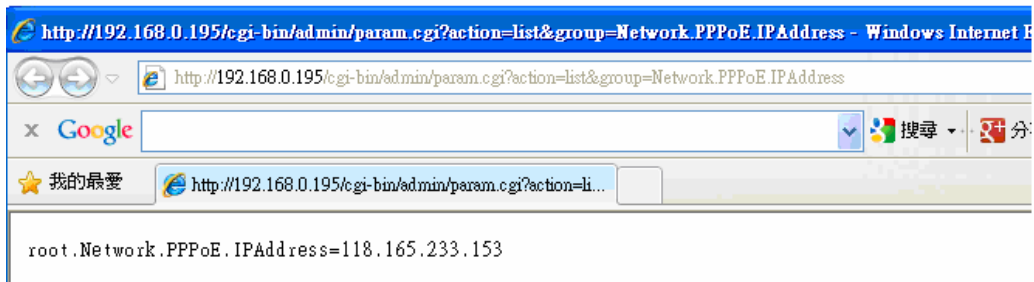 http://192.168.0.195/cgi-bin/admin/param.cgi?action=list&group=Network.PPPoE.IPAddress - Windows Internet
http://192.168.0.195/cgi-bin/admin/param.cgi?action=list&group=Network.PPPoE.IPAddress
x Google 搜尋 分
我的最愛 http://192.168.0.195/cgi-bin/admin/param.cgi?action=li...
root.Network.PPPoE.IPAddress=118.165.233.153